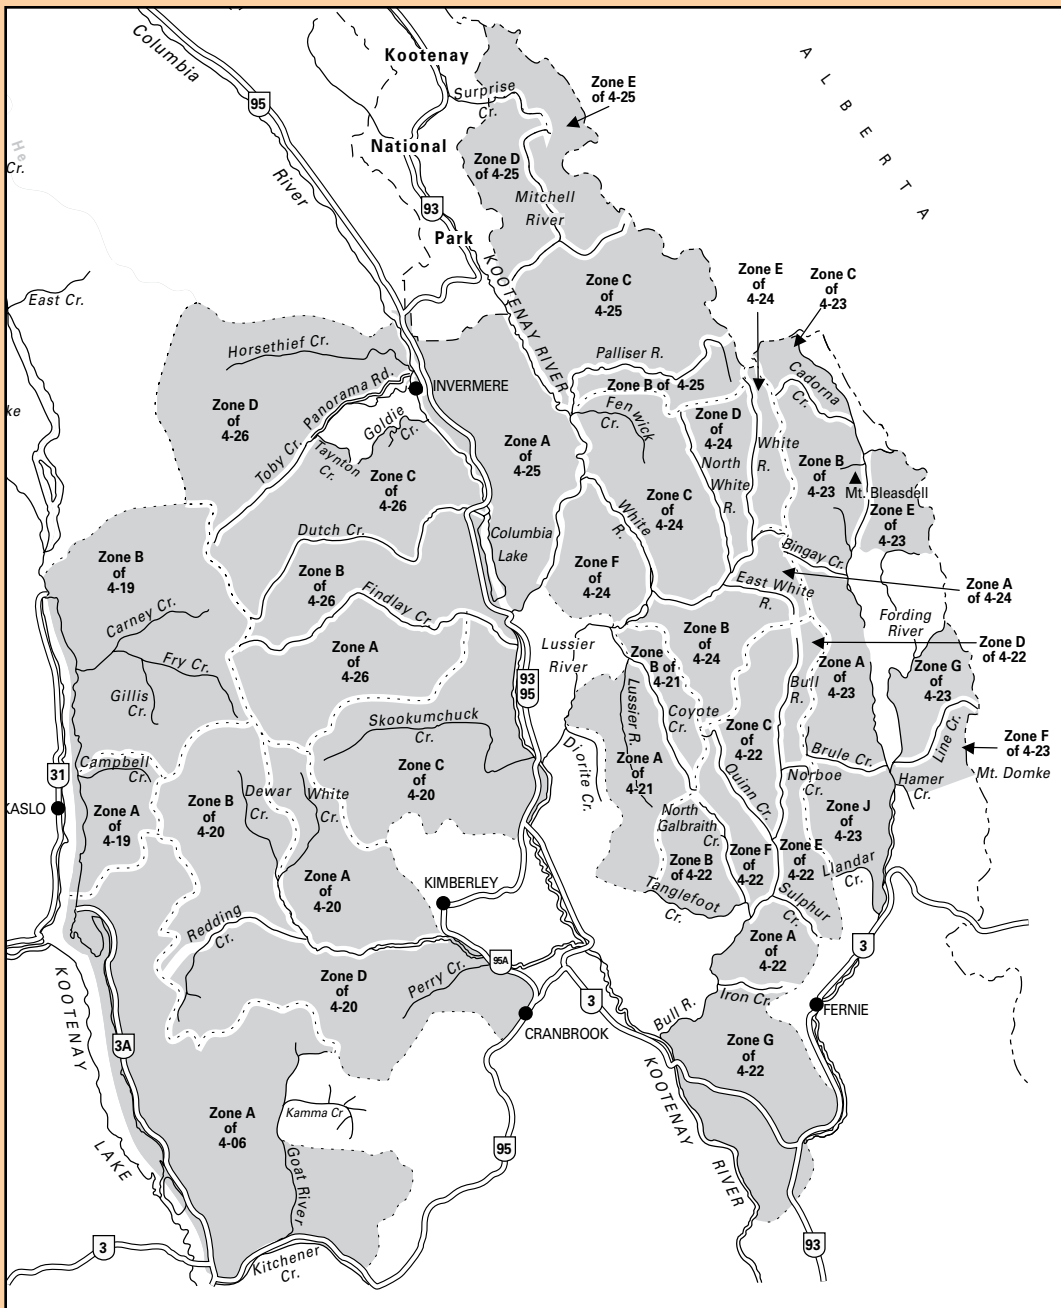 Columbia
River
95
Kootenay
National
Park
93
Surprise
Cr.
Zone E
of 4-25
ALBERTA
He
Cr.
Zone D
of 4-25
Mitchell
River
KOOTENAY RIVER
Zone C
of
4-25
Zone E
of
4-24
Zone C
of
4-23
East Cr.
ke
Horsethief Cr.
Panorama Rd.
INVERMERE
Palliser R.
Zone B of 4-25
Cadorna
Cr.
Zone D
of
4-26
Goldie
Cr.
Toby Cr.
Taynton
Cr.
Zone A
of
4-25
Fenwick
Cr.
Zone D
of
4-24
White
R.
North
White
R.
Zone B
of
4-23
Mt. Bleasdell
Zone E
of
4-23
Zone C
of
4-26
Zone C
of
4-24
White
R.
Dutch Cr.
Columbia
Lake
Bingay Cr.
Zone B
of
4-19
Zone B
of
4-26
Findlay Cr.
Zone F
of
4-24
East White
R.
Zone A
of 4-24
Carney Cr.
Fording
River
Fry Cr.
Zone A
of
4-26
Lussier
River
Zone B
of
4-24
Zone
B of
4-21
Zone D
of 4-22
Zone A
of
4-23
Zone G
of
4-23
Gillis
Cr.
93
95
Lussier R.
Bull
R.
Skookumchuck
Cr.
Coyote
Cr.
Zone C
of
4-22
Line Cr.
Zone F
of 4-23
Campbell
Cr.
31
Diorite Cr.
Zone A
of
4-21
Quinn Cr.
Brule Cr.
Norboe
Cr.
Hamer
Cr.
Mt. Domke
KASLO
Zone A
of
4-19
Zone B
of
4-20
Dewar
Cr.
White
Cr.
Zone C
of
4-20
North
Galbraith
Cr.
Zone J
of
4-23
Zone B
of 4-22
Zone F
of
4-22
Zone E
of
4-22
Llandar
Cr.
Zone A
of
4-20
KIMBERLEY
Tanglefoot
Cr.
Sulphur
Cr.
Redding
Cr.
Zone A
of
4-22
3
95A
Zone D
of
4-20
Perry Cr.
Iron Cr.
3
Bull R.
FERNIE
CRANBROOK
KOOTENAY
LAKE
3A
Zone G
of
4-22
KOOTENAY
RIVER
Zone A
of
4-06
Kamma Cr
Goat River
95
3
Kitchener
Cr.
93